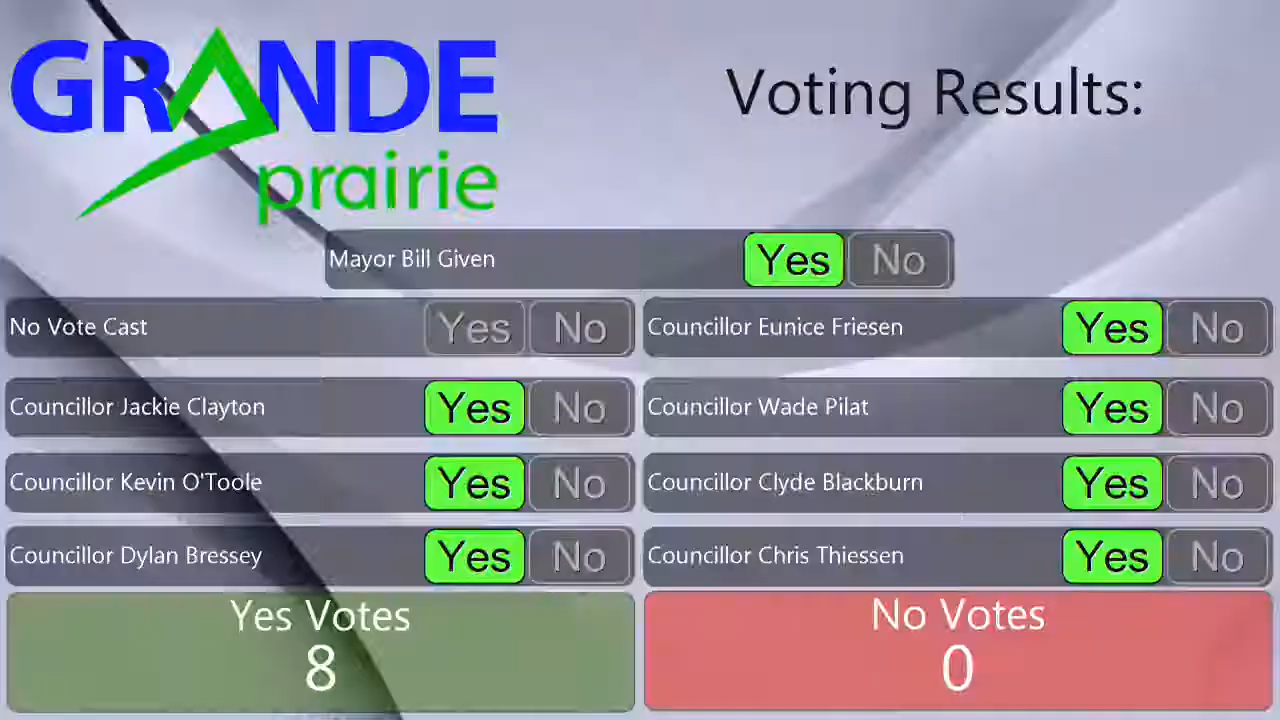 GRANDE
prairie
Voting Results:
Mayor Bill Given Yes No
No Vote Cast Yes No
Councillor Eunice Friesen Yes No
Councillor Jackie Clayton Yes No
Councillor Wade Pilat Yes No
Councillor Kevin O'Toole Yes No
Councillor Clyde Blackburn Yes No
Councillor Dylan Bressey Yes No
Councillor Chris Thiessen Yes No
Yes Votes
8
No Votes
0